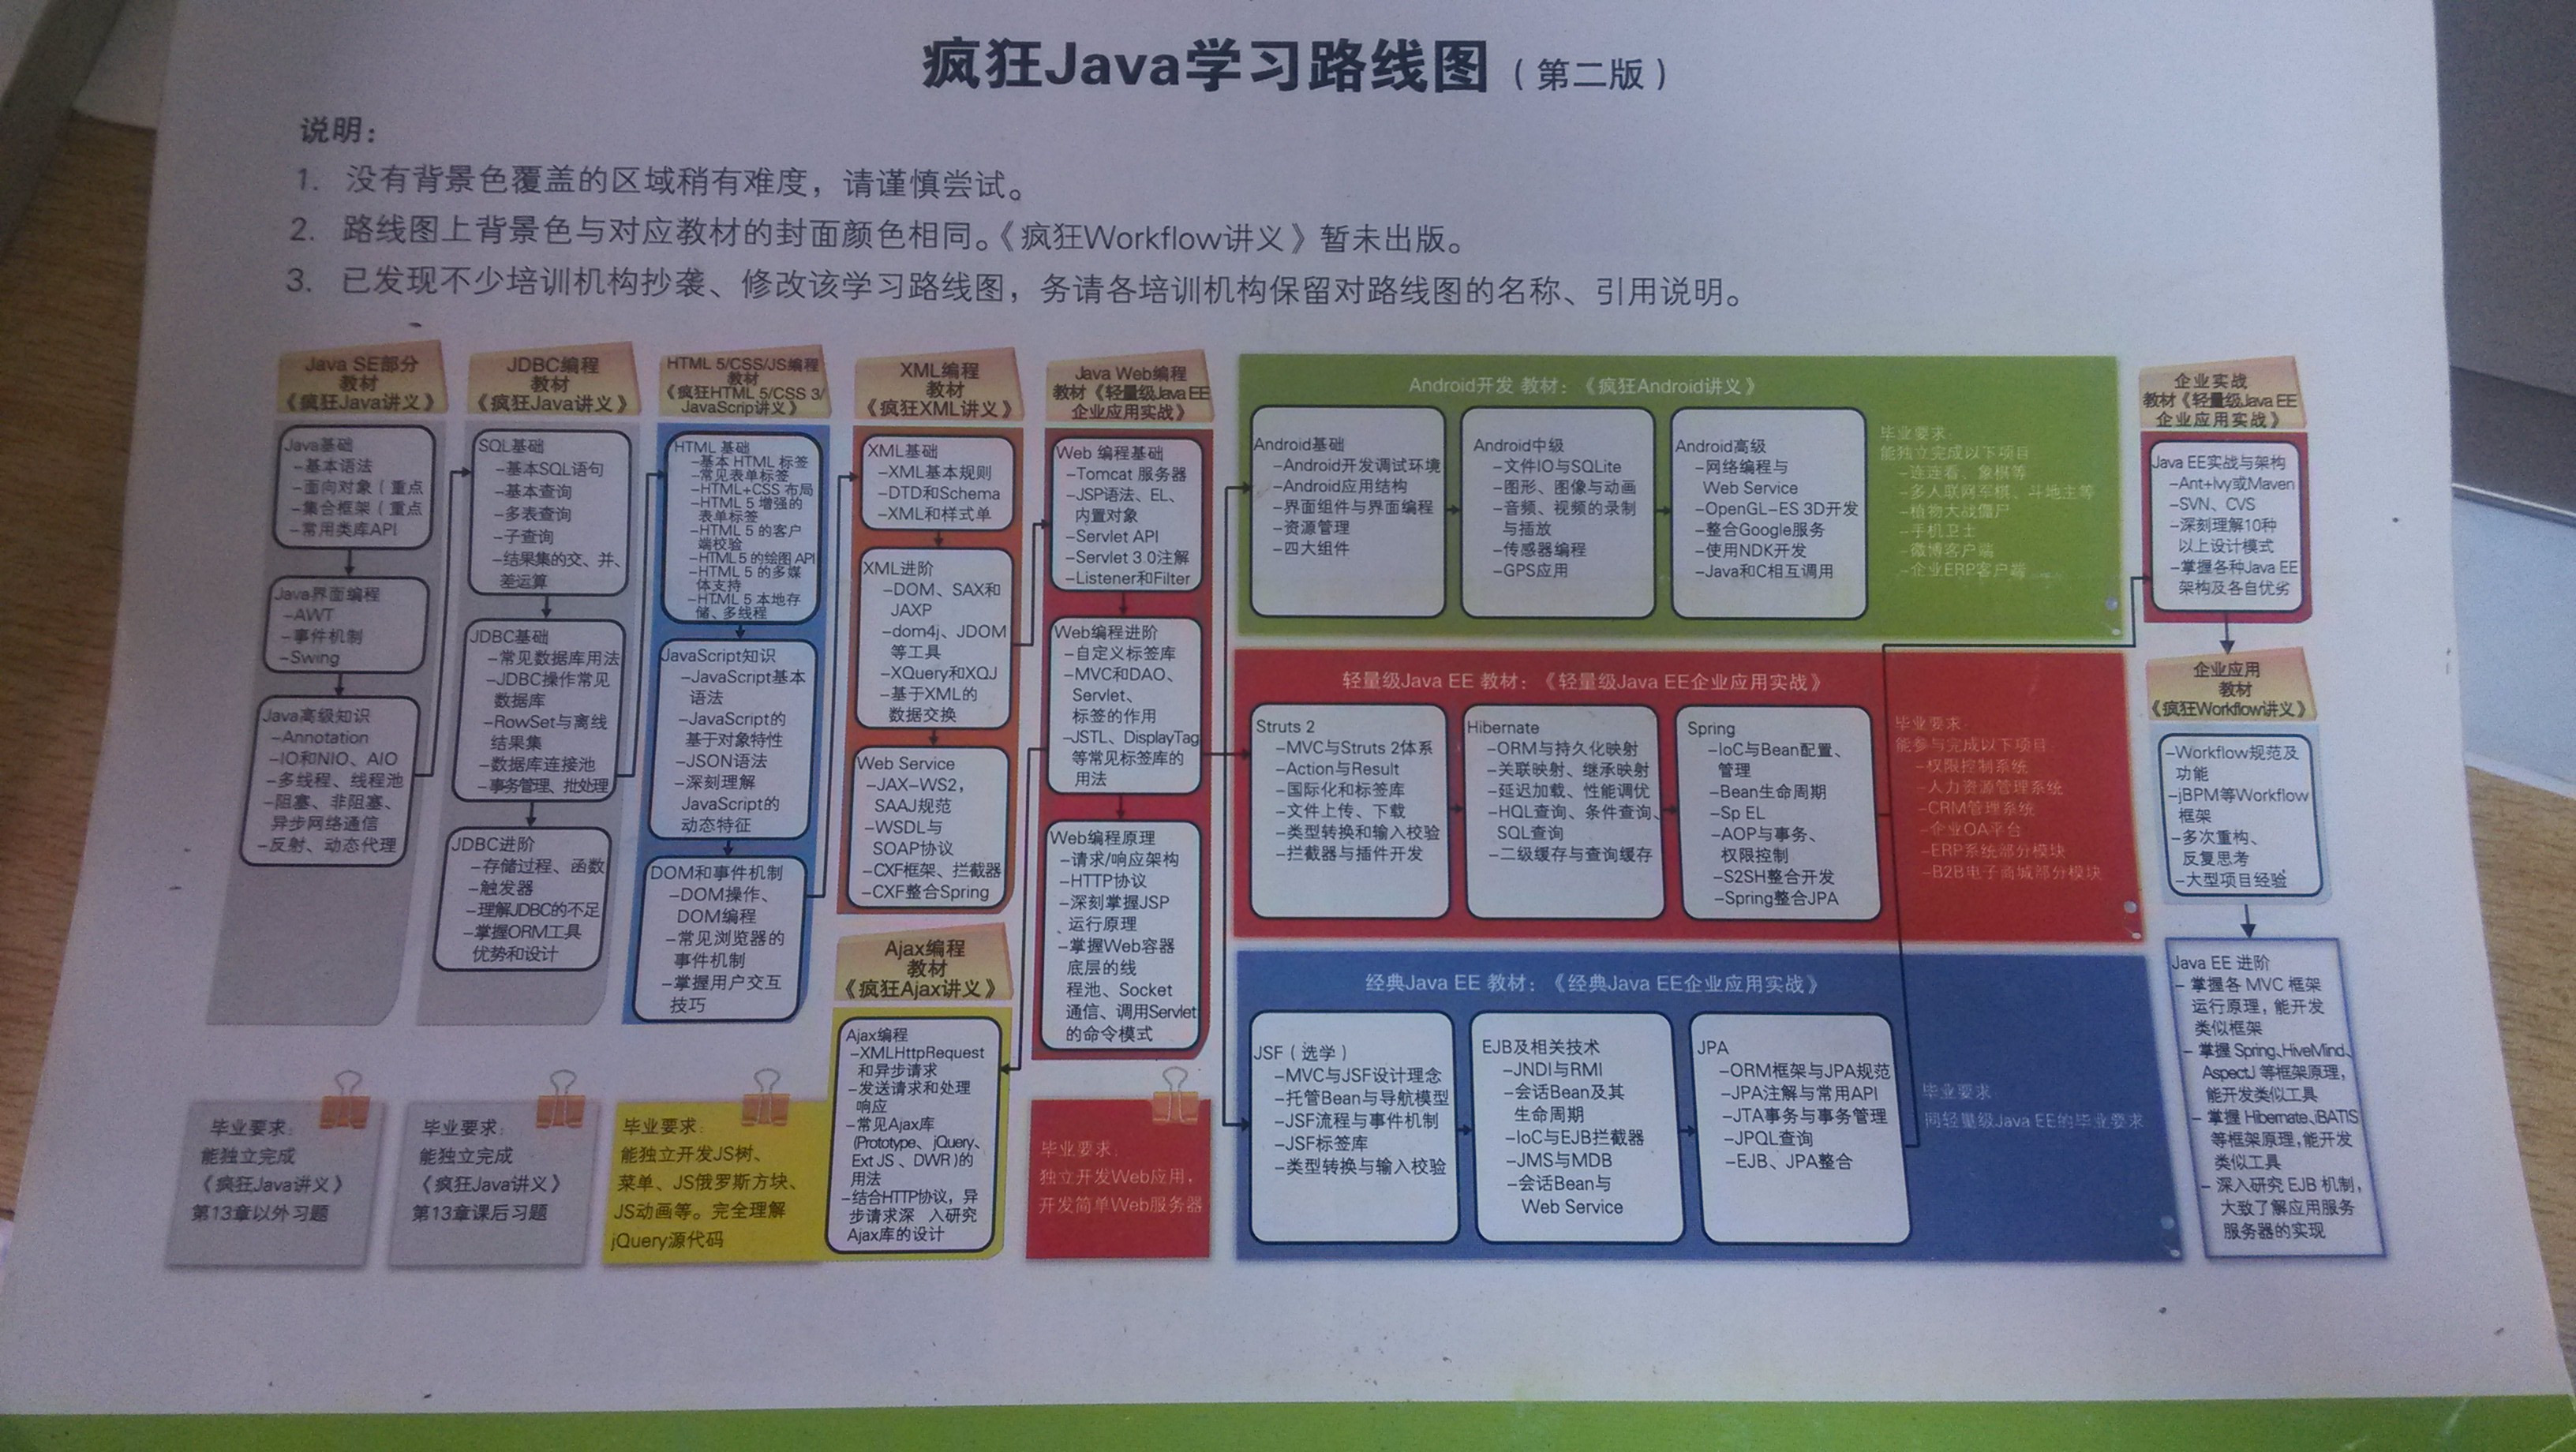 疯狂Java学习路线图（第二版）
说明：
1. 没有背景色覆盖的区域稍有难度，请谨慎尝试。
2. 路线图上背景色与对应教材的封面颜色相同。《疯狂Workflow讲义》暂未出版。
3. 已发现不少培训机构抄袭、修改该学习路线图，务请各培训机构保留对路线图的名称、引用说明。
Java SE部分
教材
《疯狂Java讲义》
Java基础
–基本语法
–面向对象（重点
–集合框架（重点
–常用类库API
Java界面编程
–AWT
–事件机制
–Swing
Java高级知识
–Annotation
–IO和NIO、AIO
–多线程、线程池
–阻塞、非阻塞、
异步网络通信
–反射、动态代理
毕业要求：
能独立完成
《疯狂Java讲义》
第13章以外习题
JDBC编程
教材
《疯狂Java讲义》
SQL基础
–基本SQL语句
–基本查询
–多表查询
–子查询
–结果集的交、并、
差运算
JDBC基础
–常见数据库用法
–JDBC操作常见
数据库
–RowSet与离线
结果集
–数据库连接池
–事务管理、批处理
JDBC进阶
–存储过程、函数
–触发器
–理解JDBC的不足
–掌握ORM工具
优势和设计
毕业要求：
能独立完成
《疯狂Java讲义》
第13章课后习题
HTML 5/CSS/JS编程
教材
《疯狂HTML 5/CSS 3/
JavaScrip讲义》
HTML 基础
–基本 HTML 标签
–常见表单标签
–HTML+CSS 布局
–HTML 5 增强的
表单标签
–HTML 5 的客户
端校验
–HTML 5 的绘图 API
–HTML 5 的多媒
体支持
–HTML 5 本地存
储、多线程
JavaScript知识
–JavaScript基本
语法
–JavaScript的
基于对象特性
–JSON语法
–深刻理解
JavaScript的
动态特征
DOM和事件机制
–DOM操作、
DOM编程
–常见浏览器的
事件机制
–掌握用户交互
技巧
毕业要求：
能独立开发JS树、
菜单、JS俄罗斯方块、
JS动画等。完全理解
jQuery源代码
XML编程
教材
《疯狂XML讲义》
XML基础
–XML基本规则
–DTD和Schema
–XML和样式单
XML进阶
–DOM、SAX和
JAXP
–dom4j、JDOM
等工具
–XQuery和XQJ
–基于XML的
数据交换
Web Service
–JAX–WS2，
SAAJ规范
–WSDL与
SOAP协议
–CXF框架、拦截器
–CXF整合Spring
Ajax编程
教材
《疯狂Ajax讲义》
Ajax编程
–XMLHttpRequest
和异步请求
–发送请求和处理
响应
–常见Ajax库
(Prototype、jQuery、
Ext JS 、DWR )的
用法
–结合HTTP协议，异
步请求深 入研究
Ajax库的设计
Java Web编程
教材《轻量级Java EE
企业应用实战》
Web 编程基础
–Tomcat 服务器
–JSP语法、EL、
内置对象
–Servlet API
–Servlet 3.0注解
–Listener和Filter
Web编程进阶
–自定义标签库
–MVC和DAO、
Servlet、
标签的作用
–JSTL、DisplayTag
等常见标签库的
用法
Web编程原理
–请求/响应架构
–HTTP协议
–深刻掌握JSP
运行原理
–掌握Web容器
底层的线
程池、Socket
通信、调用Servlet
的命令模式
毕业要求：
独立开发Web应用，
开发简单Web服务器
Android开发 教材：《疯狂Android讲义》
Android基础
–Android开发调试环境
–Android应用结构
–界面组件与界面编程
–资源管理
–四大组件
Android中级
–文件IO与SQLite
–图形、图像与动画
–音频、视频的录制
与播放
–传感器编程
–GPS应用
Android高级
–网络编程与
Web Service
–OpenGL–ES 3D开发
–整合Google服务
–使用NDK开发
–Java和C相互调用
毕业要求：
能独立完成以下项目
–连连看、象棋等
–多人联网军棋、斗地主等
–植物大战僵尸
–手机卫士
–微博客户端
–企业ERP客户端
轻量级Java EE 教材：《轻量级Java EE企业应用实战》
Struts 2
–MVC与Struts 2体系
–Action与Result
–国际化和标签库
–文件上传、下载
–类型转换和输入校验
–拦截器与插件开发
Hibernate
–ORM与持久化映射
–关联映射、继承映射
–延迟加载、性能调优
–HQL查询、条件查询、
SQL查询
–二级缓存与查询缓存
Spring
–IoC与Bean配置、
管理
–Bean生命周期
–Sp EL
–AOP与事务、
权限控制
–S2SH整合开发
–Spring整合JPA
毕业要求
能参与完成以下项目
–权限控制系统
–人力资源管理系统
–CRM管理系统
–企业OA平台
–ERP系统部分模块
–B2B电子商城部分模块
经典Java EE 教材：《经典Java EE企业应用实战》
JSF（选学）
–MVC与JSF设计理念
–托管Bean与导航模型
–JSF流程与事件机制
–JSF标签库
–类型转换与输入校验
EJB及相关技术
–JNDI与RMI
–会话Bean及其
生命周期
–IoC与EJB拦截器
–JMS与MDB
–会话Bean与
Web Service
JPA
–ORM框架与JPA规范
–JPA注解与常用API
–JTA事务与事务管理
–JPQL查询
–EJB、JPA整合
毕业要求：
同轻量级Java EE的毕业要求
企业实战
教材《轻量级Java EE
企业应用实战》
Java EE实战与架构
–Ant+Ivy或Maven
–SVN、CVS
–深刻理解10种
以上设计模式
–掌握各种Java EE
架构及各自优劣
企业应用
教材
《疯狂Workflow讲义》
–Workflow规范及
功能
–jBPM等Workflow
框架
–多次重构、
反复思考
–大型项目经验
Java EE 进阶
– 掌握各 MVC 框架
运行原理，能开发
类似框架
– 掌握 Spring、HiveMind、
AspectJ 等框架原理，
能开发类似工具
– 掌握 Hibernate、iBATIS
等框架原理，能开发
类似工具
– 深入研究 EJB 机制，
大致了解应用服务
服务器的实现